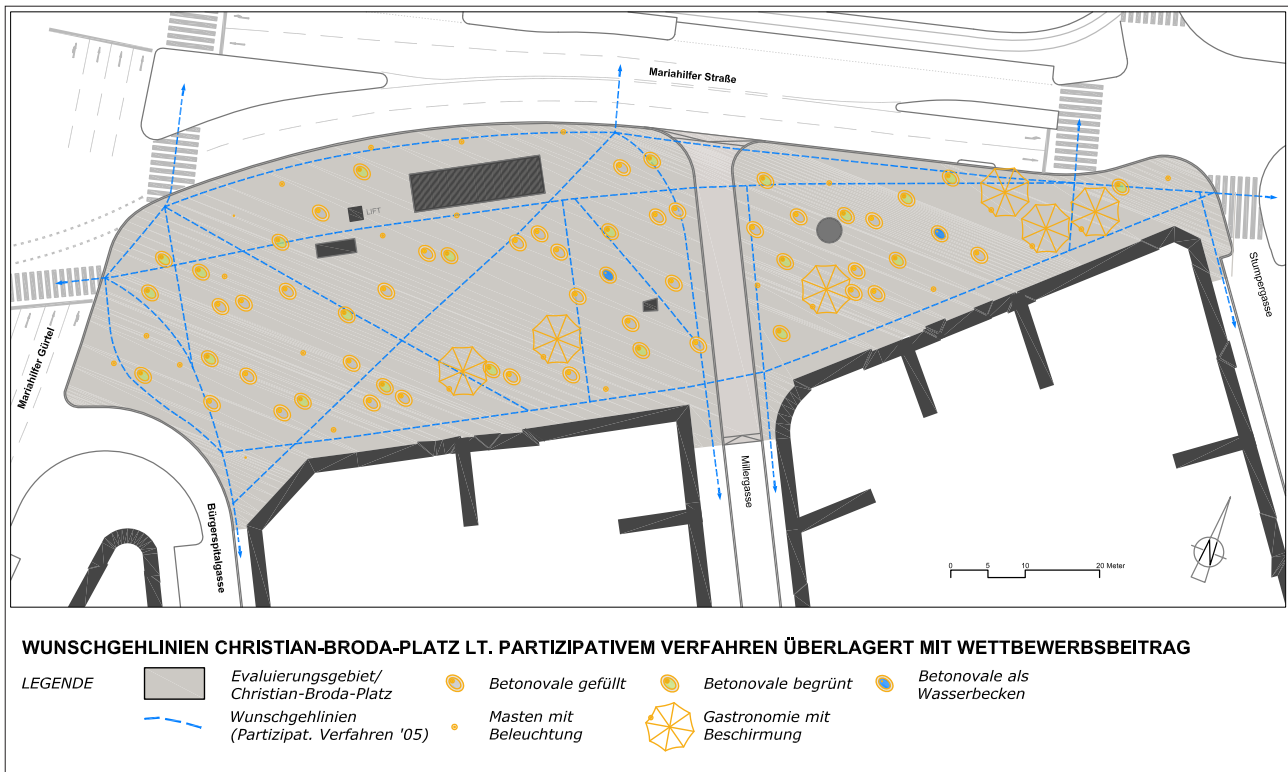 Mariahilfer Straße
LIFT
Mariahilfer Gürtel
Stumpergasse
Millergasse
Bürgerspitalgasse
N
0 5 10 20 Meter
WUNSCHGEHLINIEN CHRISTIAN-BRODA-PLATZ LT. PARTIZIPATIVEM VERFAHREN ÜBERLAGERT MIT WETTBEWERBSBEITRAG
LEGENDE
Evaluierungsgebiet/
Christian-Broda-Platz
Betonovale gefüllt
Betonovale begrünt
Betonovale als
Wasserbecken
Wunschgehlinien
(Partizipat. Verfahren '05)
Masten mit
Beleuchtung
Gastronomie mit
Beschirmung